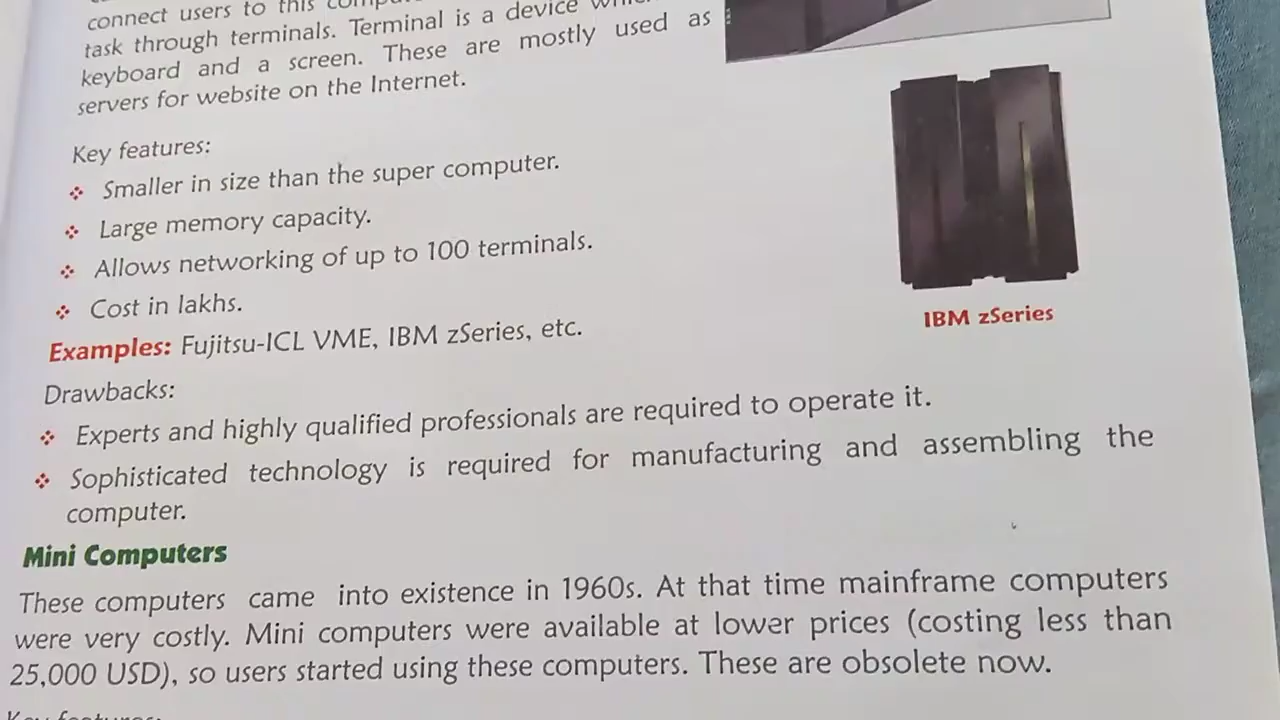 connect users to this
task through terminals. Terminal is a device
keyboard and a screen. These are mostly used as
servers for website on the Internet.
Key features:
❖ Smaller in size than the super computer.
❖ Large memory capacity.
❖ Allows networking of up to 100 terminals.
❖ Cost in lakhs.
IBM zSeries
Examples: Fujitsu-ICL VME, IBM zSeries, etc.
Drawbacks:
❖ Experts and highly qualified professionals are required to operate it.
❖ Sophisticated technology is required for manufacturing and assembling the
computer.
Mini Computers
These computers came into existence in 1960s. At that time mainframe computers
were very costly. Mini computers were available at lower prices (costing less than
25,000 USD), so users started using these computers. These are obsolete now.
Key features: